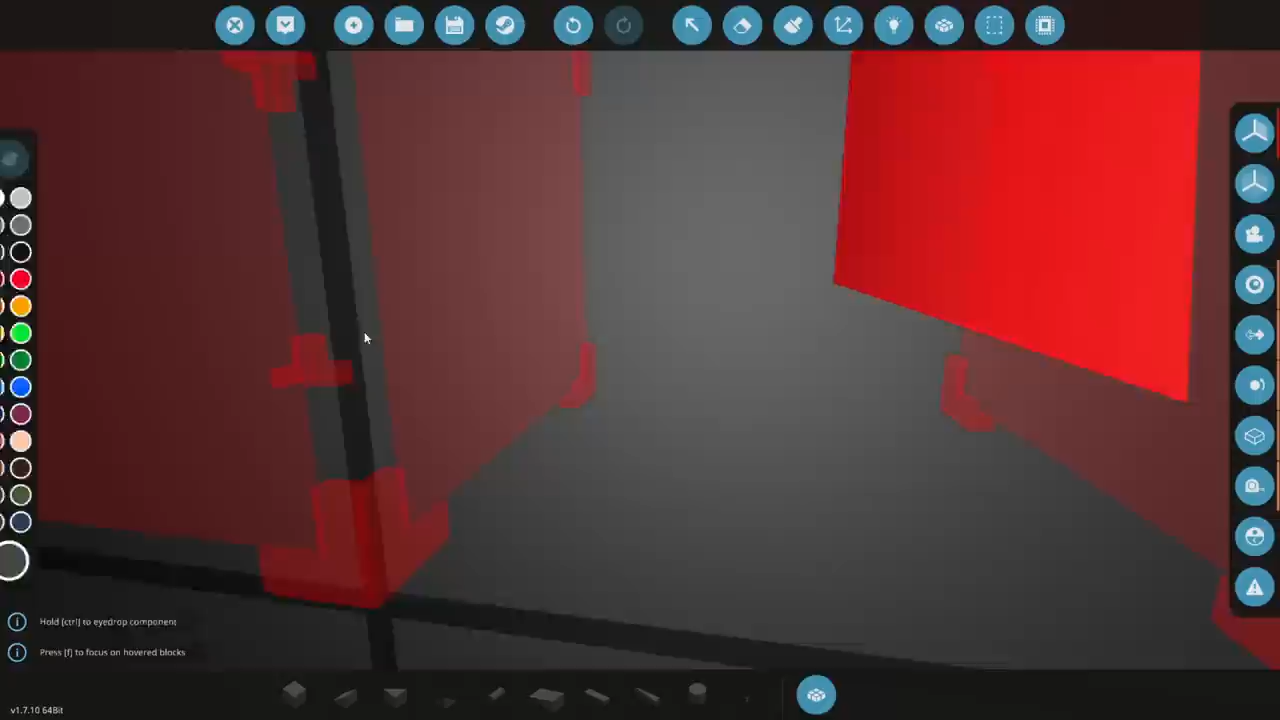 Hold [ctrl] to eyedrop component
Press [f] to focus on hovered blocks
v1.7.10 64Bit